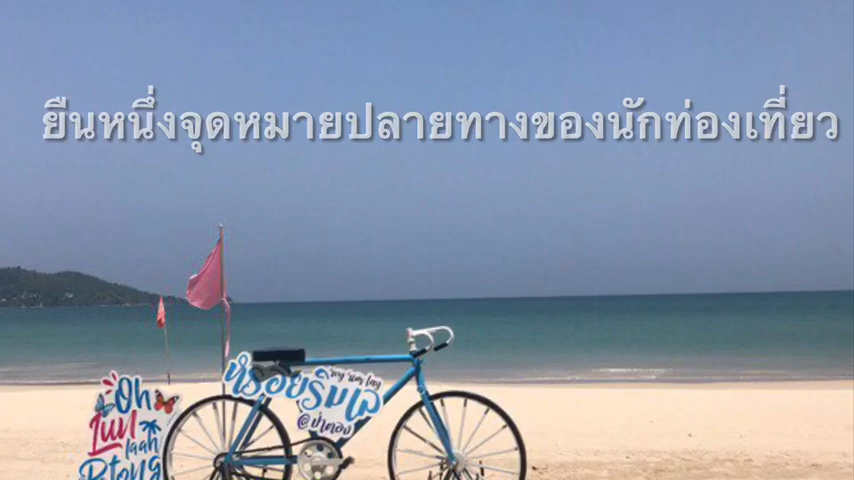 ยืนหนึ่งจุดหมายปลายทางของนักท่องเที่ยว
หรอยริมเล
@ป่าตอง
Oh
Lun
laah